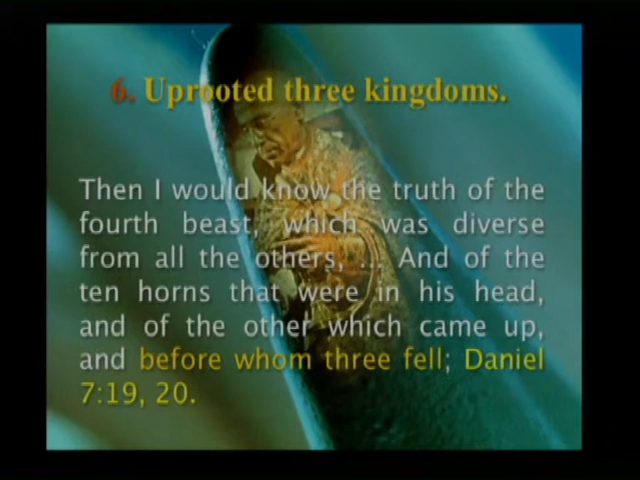 6. Uprooted three kingdoms.
Then I would know the truth of the
fourth beast, which was diverse
from all the others, ... And of the
ten horns that were in his head,
and of the other which came up,
and before whom three fell; Daniel
7:19, 20.